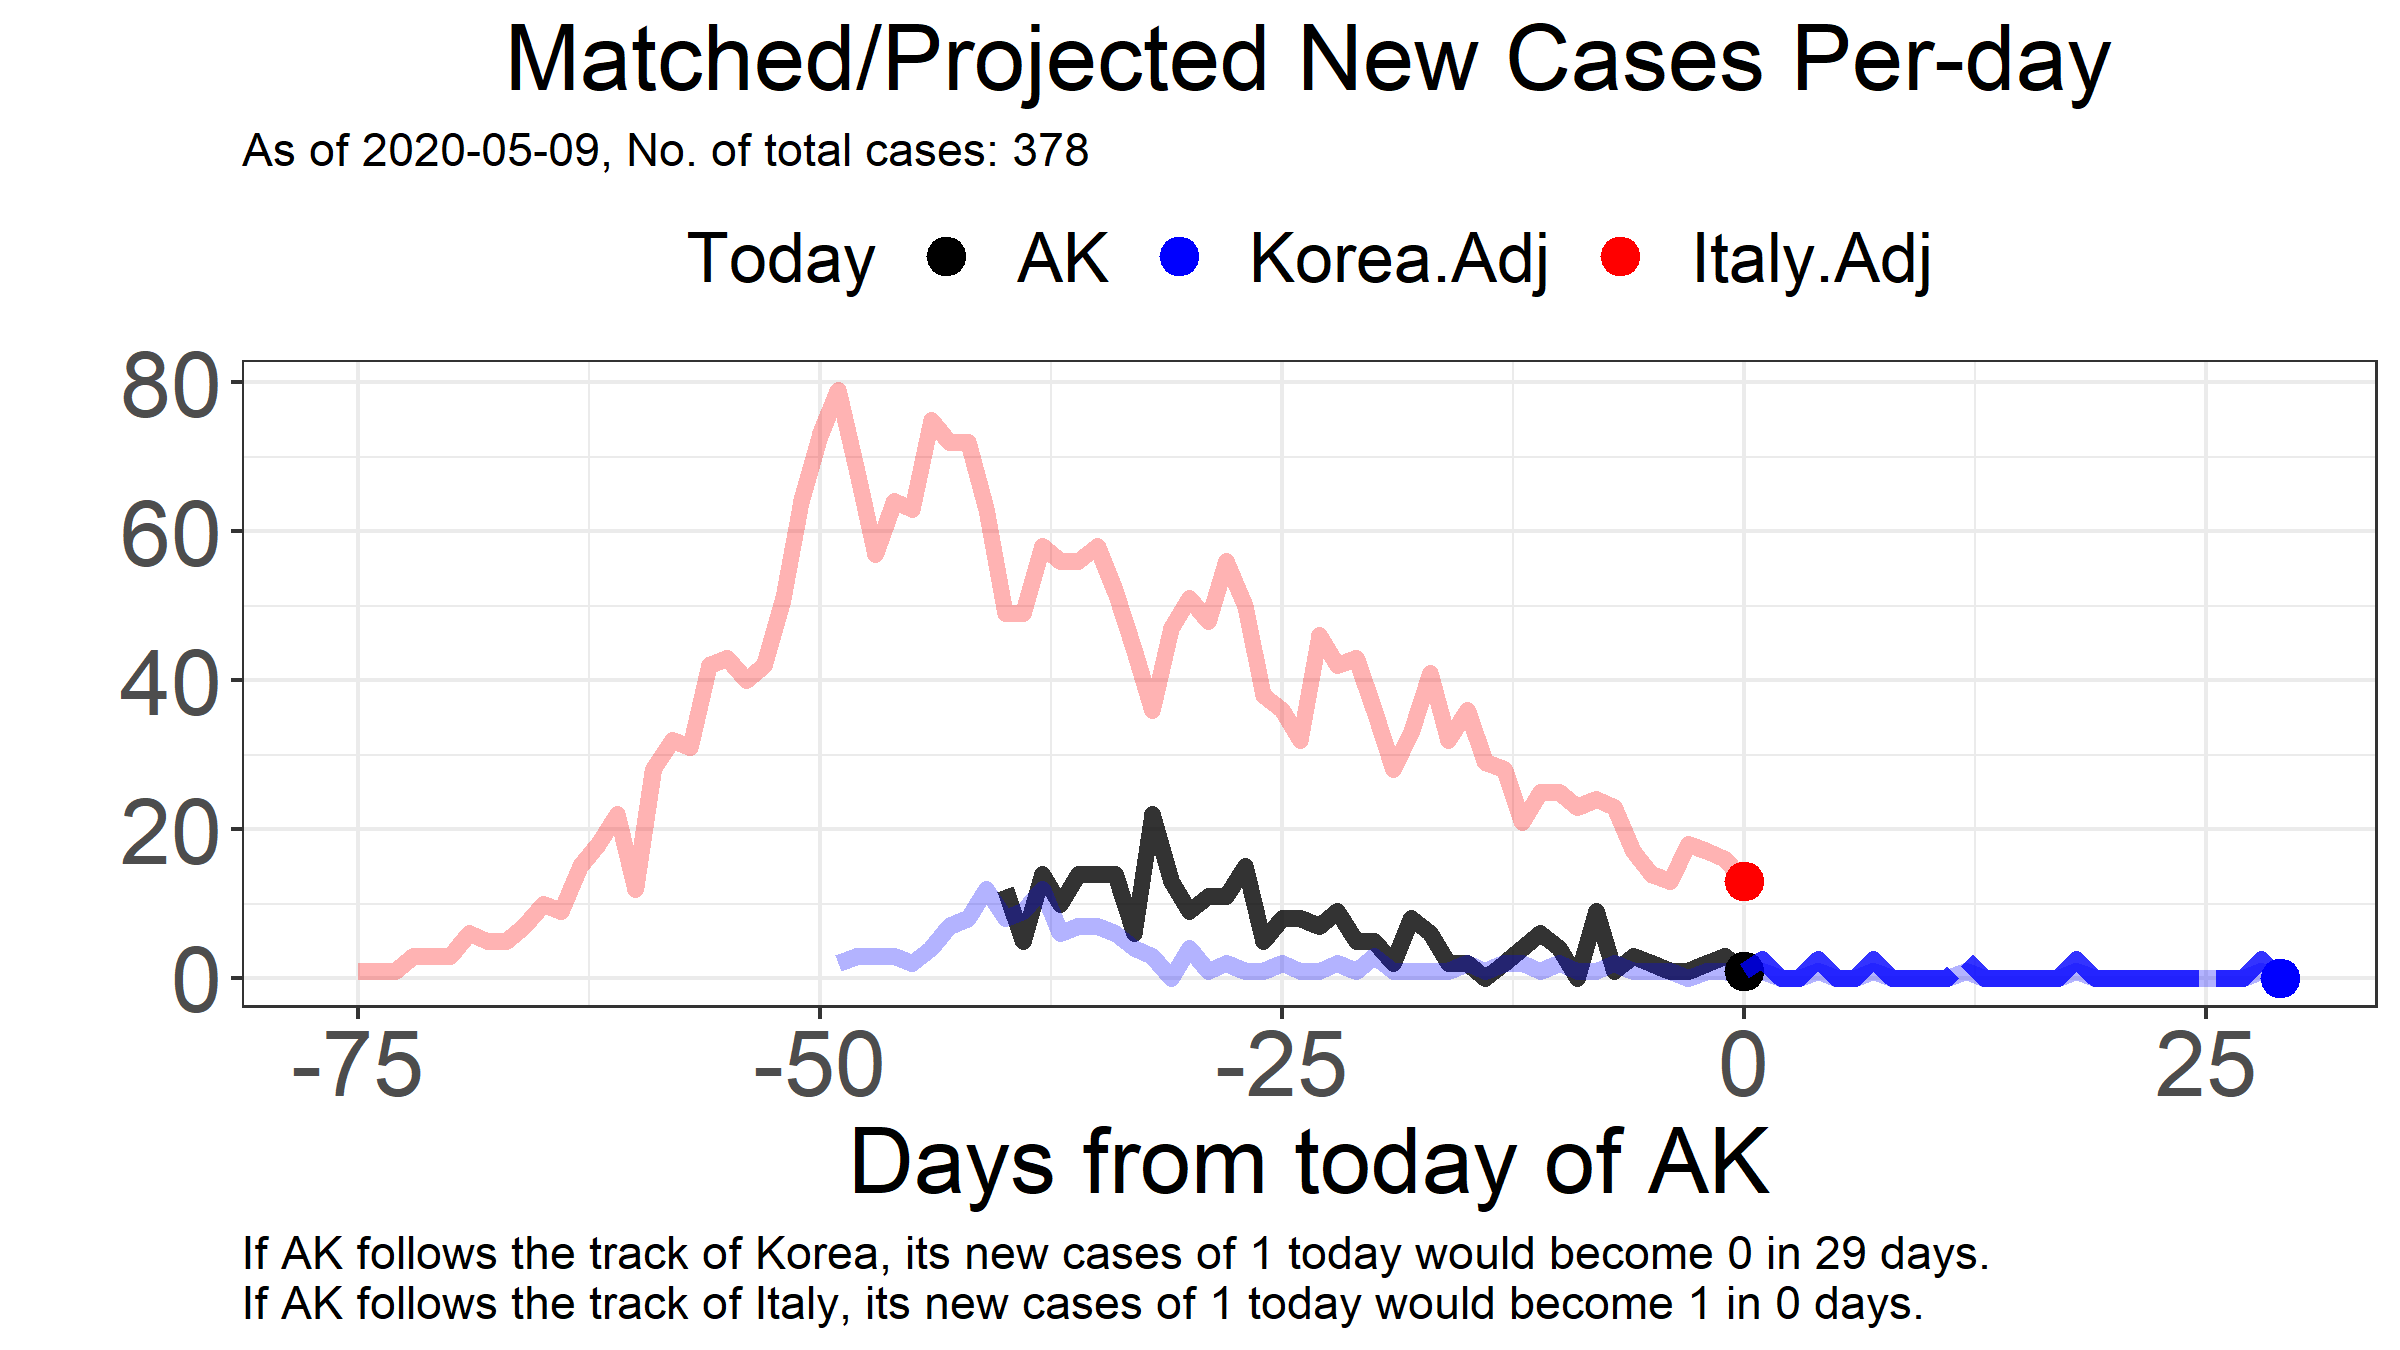 Matched/Projected New Cases Per-day
As of 2020-05-09, No. of total cases: 378
Today AK Korea.Adj Italy.Adj
80
60
40
20
0
-75 -50 -25 0 25
Days from today of AK
If AK follows the track of Korea, its new cases of 1 today would become 0 in 29 days.
If AK follows the track of Italy, its new cases of 1 today would become 1 in 0 days.